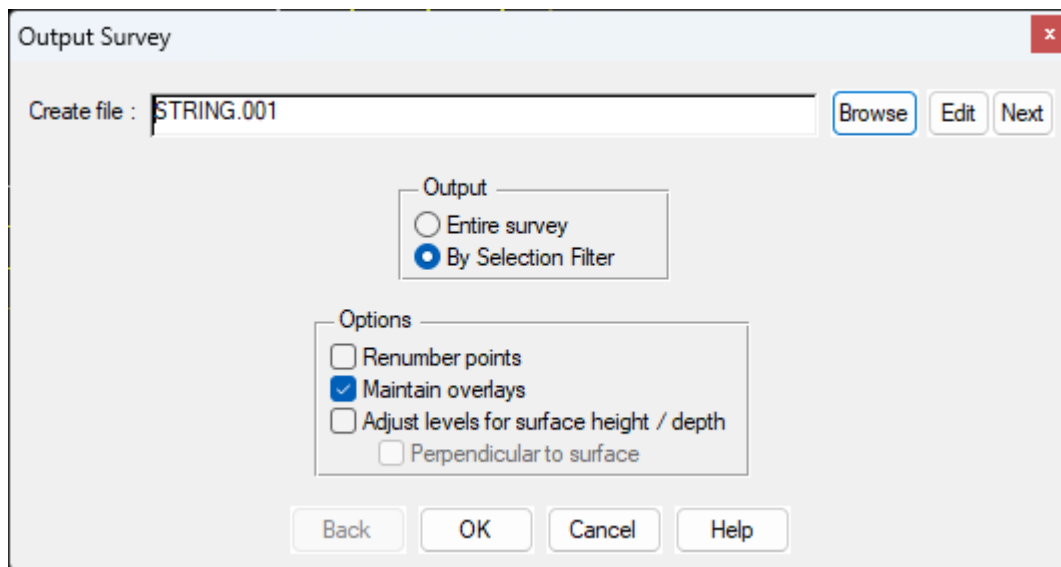 Output Survey
x
Create file : STRING.001 Browse Edit Next
Output
Entire survey
By Selection Filter
Options
Renumber points
Maintain overlays
Adjust levels for surface height / depth
Perpendicular to surface
Back OK Cancel Help